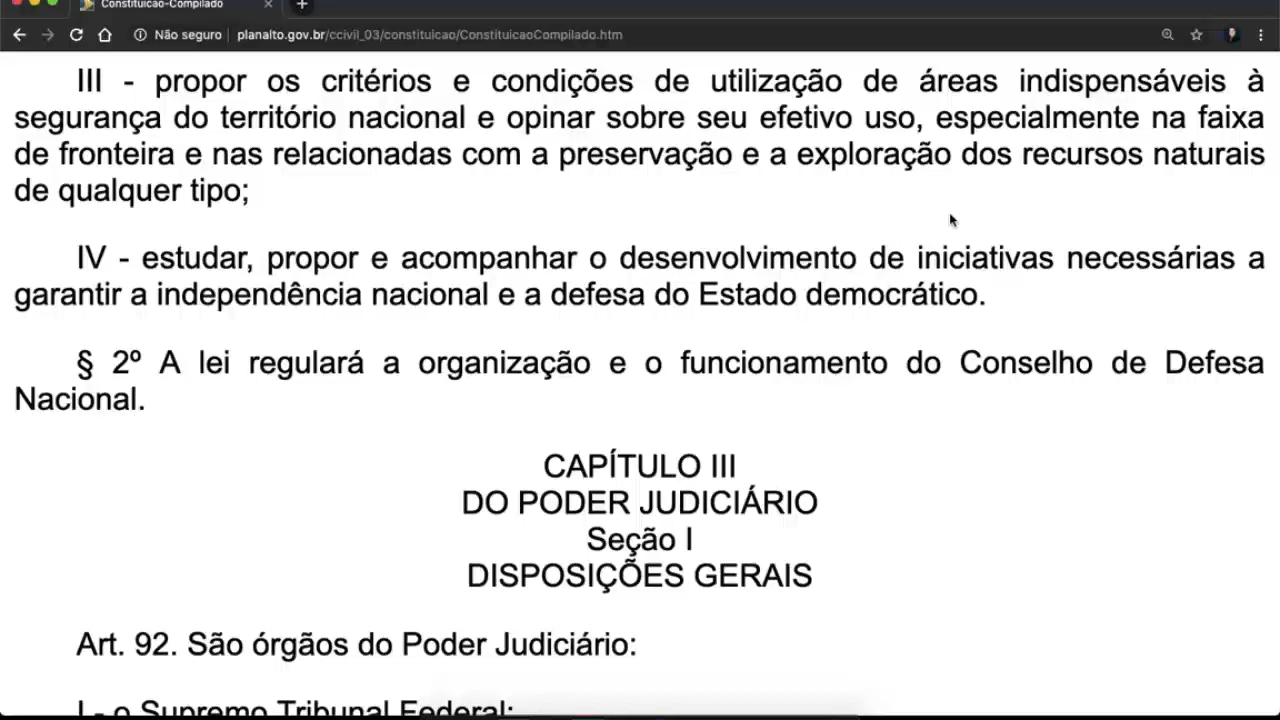 Constituicao-Compilado
Não seguro
planalto.gov.br/ccivil_03/constituicao/ConstituicaoCompilado.htm
III - propor os critérios e condições de utilização de áreas indispensáveis à
segurança do território nacional e opinar sobre seu efetivo uso, especialmente na faixa
de fronteira e nas relacionadas com a preservação e a exploração dos recursos naturais
de qualquer tipo;
IV - estudar, propor e acompanhar o desenvolvimento de iniciativas necessárias a
garantir a independência nacional e a defesa do Estado democrático.
§ 2º A lei regulará a organização e o funcionamento do Conselho de Defesa
Nacional.
CAPÍTULO III
DO PODER JUDICIÁRIO
Seção I
DISPOSIÇÕES GERAIS
Art. 92. São órgãos do Poder Judiciário:
I - o Supremo Tribunal Federal;